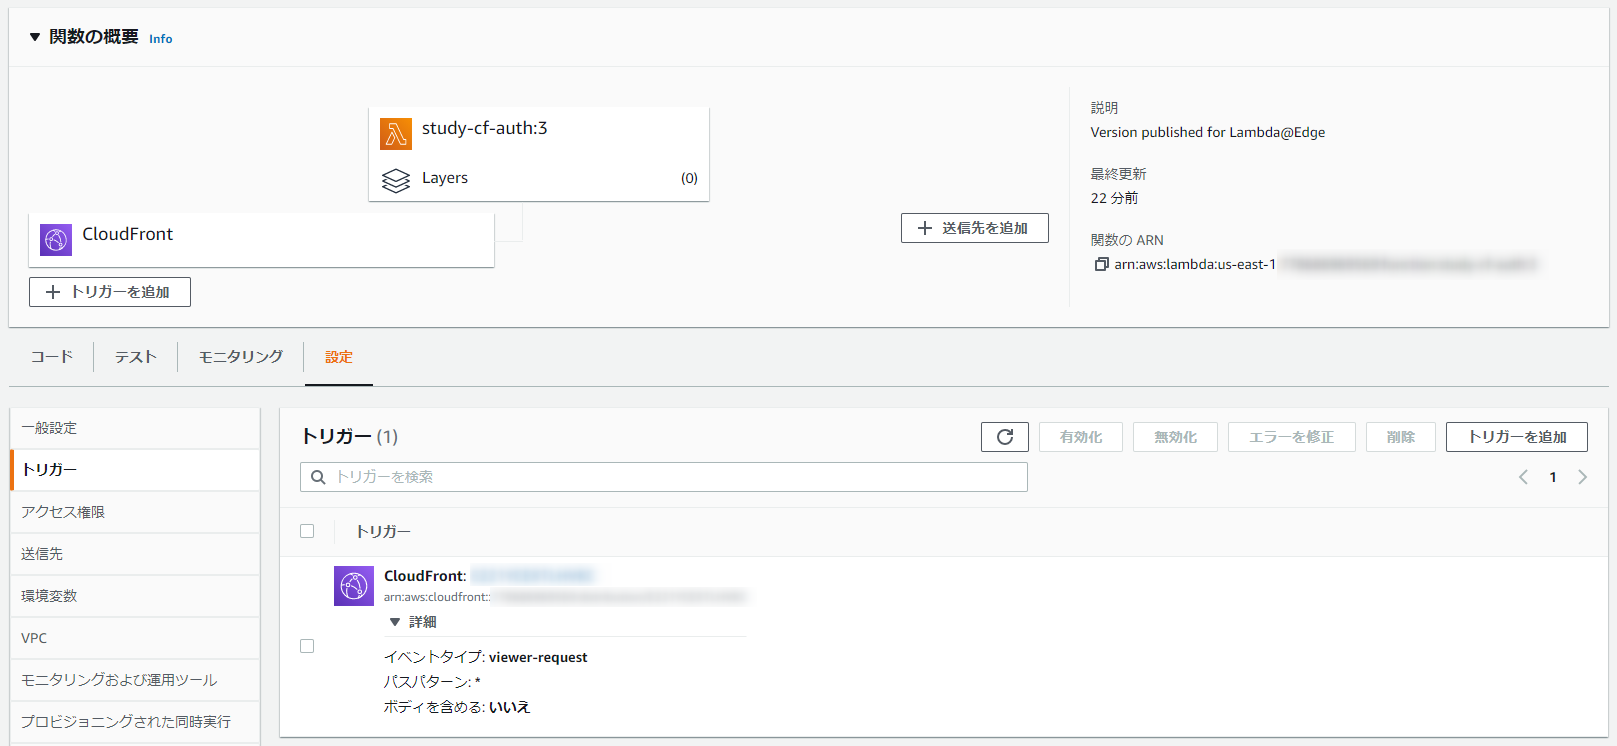 関数の概要 Info
study-cf-auth:3
Layers (0)
CloudFront
トリガーを追加
送信先を追加
説明
Version published for Lambda@Edge
最終更新
22 分前
関数の ARN
arn:aws:lambda:us-east-1
コード テスト モニタリング 設定
一般設定
トリガー
アクセス権限
送信先
環境変数
VPC
モニタリングおよび運用ツール
プロビジョニングされた同時実行
トリガー (1)
有効化 無効化 エラーを修正 削除 トリガーを追加
トリガーを検索
1
トリガー
CloudFront:
arn:aws:cloudfront::
詳細
イベントタイプ: viewer-request
パスパターン: *
ボディを含める: いいえ